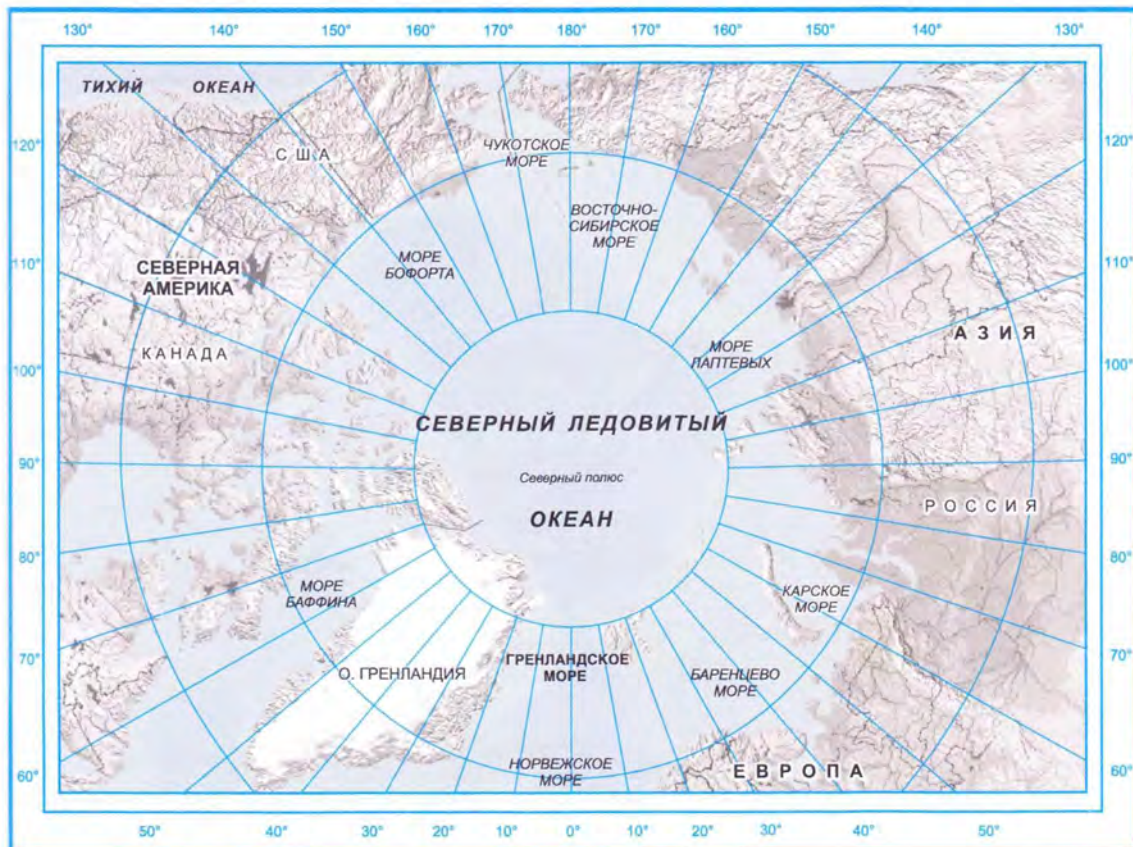 130° 140° 150° 160° 170° 180° 170° 160° 150° 140° 130°
ТИХИЙ ОКЕАН
120°
120°
США
ЧУКОТСКОЕ
МОРЕ
ВОСТОЧНО-
СИБИРСКОЕ
МОРЕ
МОРЕ
БОФОРТА
110°
110°
СЕВЕРНАЯ
АМЕРИКА
АЗИЯ
КАНАДА
МОРЕ
ЛАПТЕВЫХ
100°
100°
СЕВЕРНЫЙ ЛЕДОВИТЫЙ
90°
90°
Северный полюс
РОССИЯ
ОКЕАН
80°
80°
МОРЕ
БАФФИНА
КАРСКОЕ
МОРЕ
70°
70°
О. ГРЕНЛАНДИЯ
ГРЕНЛАНДСКОЕ
МОРЕ
БАРЕНЦЕВО
МОРЕ
60°
60°
НОРВЕЖСКОЕ
МОРЕ
ЕВРОПА
50° 40° 30° 20° 10° 0° 10° 20° 30° 40° 50°